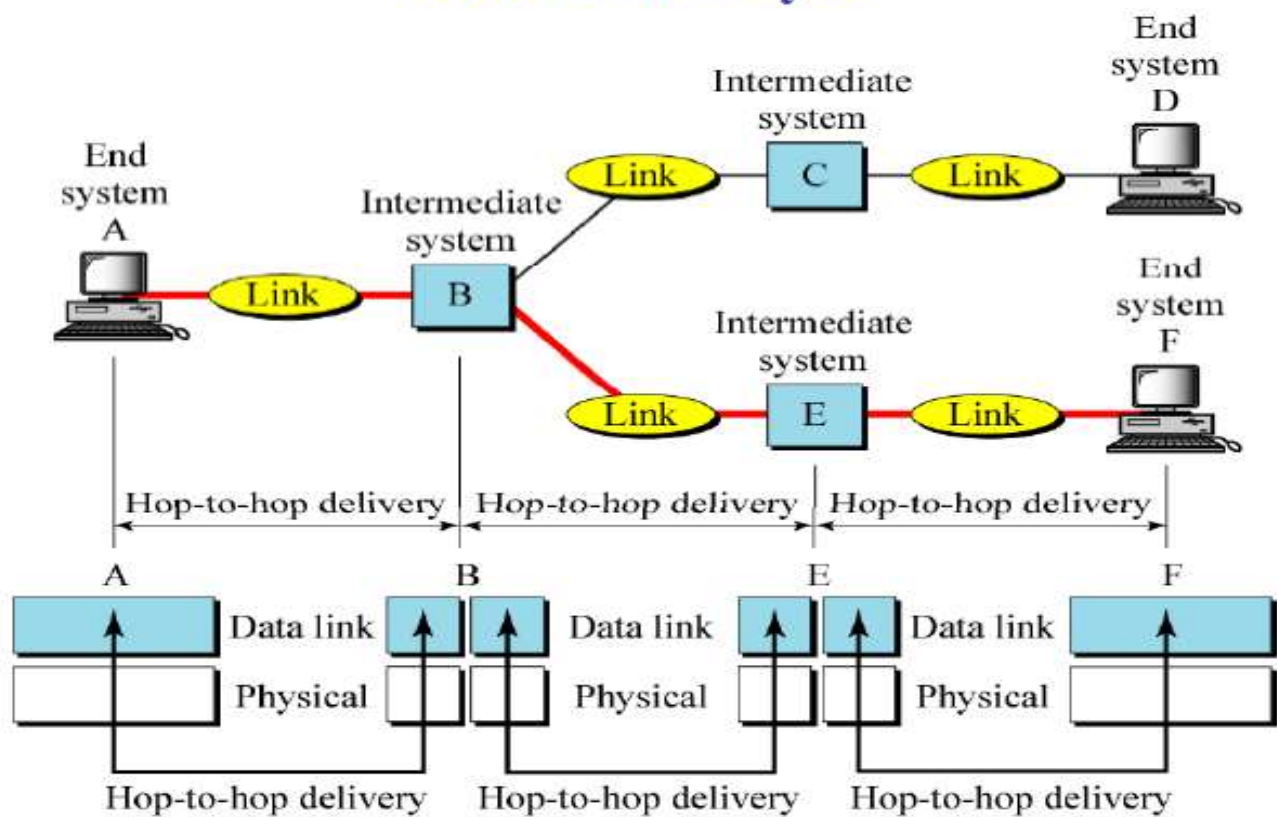 End
system
D
Intermediate
system
End
system
A
Link
C
Link
Intermediate
system
End
system
F
Link
B
Intermediate
system
Link
E
Link
Hop-to-hop delivery
Hop-to-hop delivery
Hop-to-hop delivery
A
B
E
F
Data link
Data link
Data link
Physical
Physical
Physical
Hop-to-hop delivery
Hop-to-hop delivery
Hop-to-hop delivery